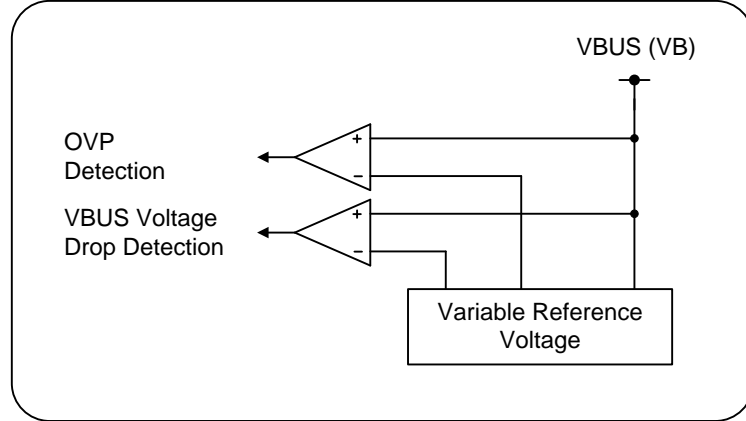 VBUS (VB)
OVP
Detection
+
−
VBUS Voltage
Drop Detection
+
−
Variable Reference
Voltage